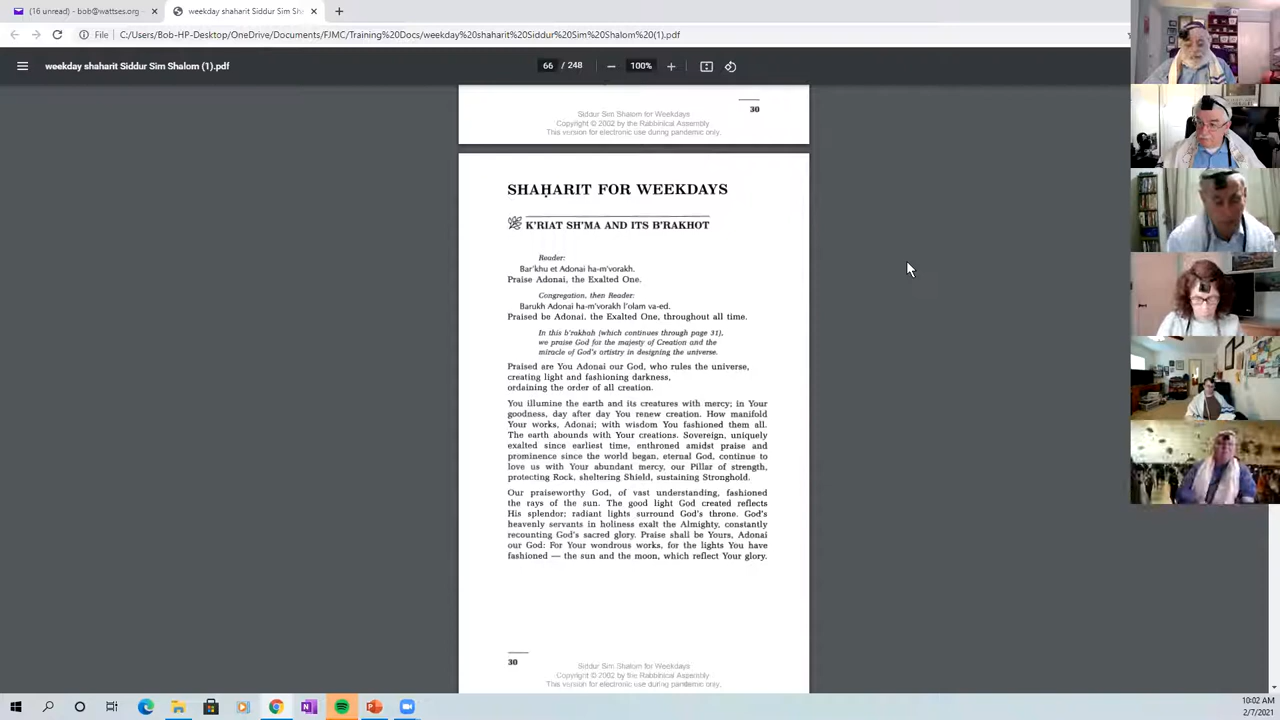 (16 unread) - bob@wattses.org
weekday shaharit Siddur Sim Sha
File
C:/Users/Bob-HP-Desktop/OneDrive/Documents/FJMC/Training%20Docs/weekday%20shaharit%20Siddur%20Sim%20Shalom%20(1).pdf
weekday shaharit Siddur Sim Shalom (1).pdf
66 / 248
100%
30
Siddur Sim Shalom for Weekdays
Copyright © 2002 by the Rabbinical Assembly
This version for electronic use during pandemic only.
SHAḤARIT FOR WEEKDAYS
K'RIAT SH'MA AND ITS B'RAKHOT
Reader:
Bar'khu et Adonai ha-m'vorakh.
Praise Adonai, the Exalted One.
Congregation, then Reader:
Barukh Adonai ha-m'vorakh l'olam va-ed.
Praised be Adonai, the Exalted One, throughout all time.
In this b'rakhah (which continues through page 31),
we praise God for the majesty of Creation and the
miracle of God's artistry in designing the universe.
Praised are You Adonai our God, who rules the universe,
creating light and fashioning darkness,
ordaining the order of all creation.
You illumine the earth and its creatures with mercy; in Your
goodness, day after day You renew creation. How manifold
Your works, Adonai; with wisdom You fashioned them all.
The earth abounds with Your creations. Sovereign, uniquely
exalted since earliest time, enthroned amidst praise and
prominence since the world began, eternal God, continue to
love us with Your abundant mercy, our Pillar of strength,
protecting Rock, sheltering Shield, sustaining Stronghold.
Our praiseworthy God, of vast understanding, fashioned
the rays of the sun. The good light God created reflects
His splendor; radiant lights surround God's throne. God's
heavenly servants in holiness exalt the Almighty, constantly
recounting God's sacred glory. Praise shall be Yours, Adonai
our God: For Your wondrous works, for the lights You have
fashioned — the sun and the moon, which reflect Your glory.
30
Siddur Sim Shalom for Weekdays
Copyright © 2002 by the Rabbinical Assembly
This version for electronic use during pandemic only.
10:02 AM
2/7/2021